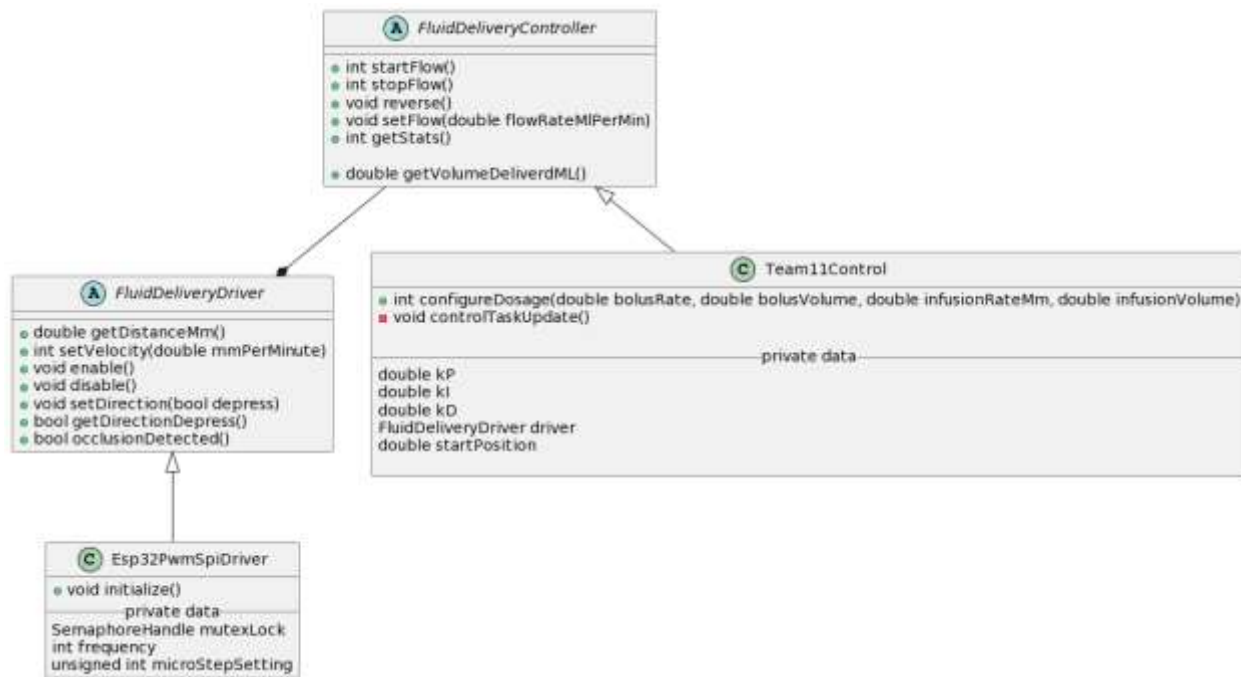 A FluidDeliveryController
int startFlow()
int stopFlow()
void reverse()
void setFlow(double flowRateMlPerMin)
int getStats()
double getVolumeDeliverdML()
A FluidDeliveryDriver
double getDistanceMm()
int setVelocity(double mmPerMinute)
void enable()
void disable()
void setDirection(bool depress)
bool getDirectionDepress()
bool occlusionDetected()
C Team11Control
int configureDosage(double bolusRate, double bolusVolume, double infusionRateMm, double infusionVolume)
void controlTaskUpdate()
private data
double kP
double kI
double kD
FluidDeliveryDriver driver
double startPosition
C Esp32PwmSpiDriver
void initialize()
private data
SemaphoreHandle mutexLock
int frequency
unsigned int microStepSetting